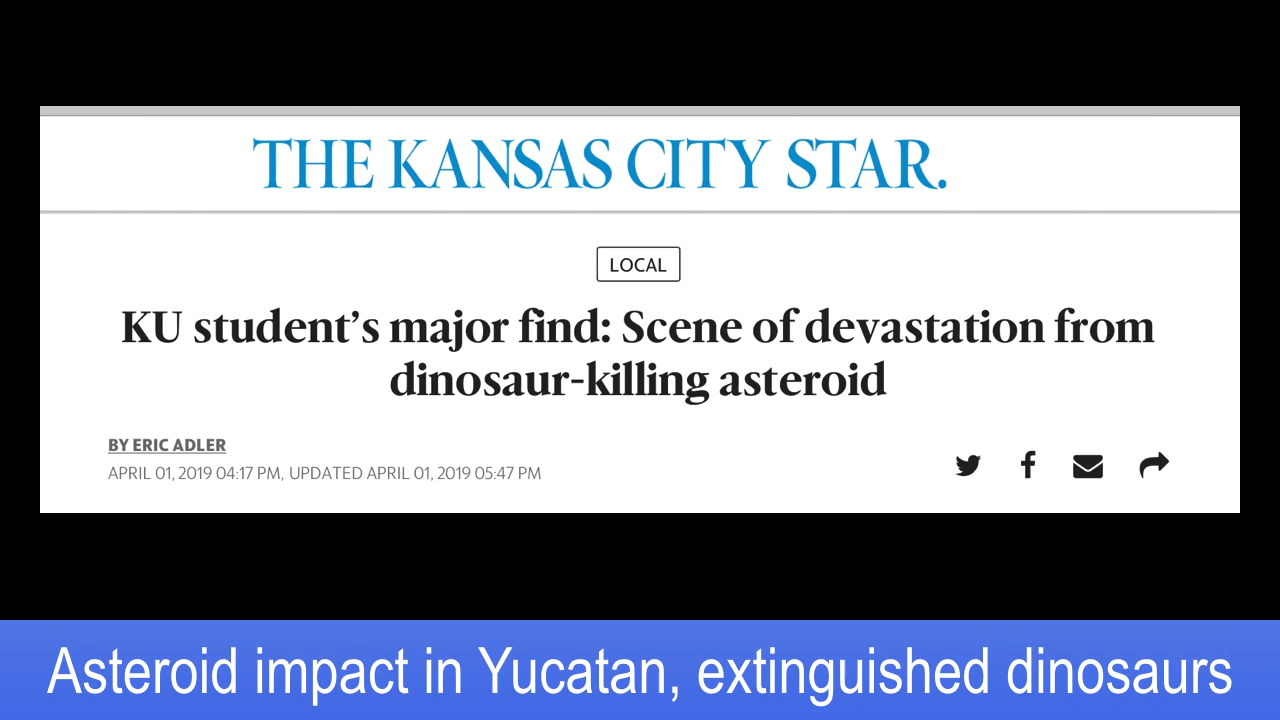 THE KANSAS CITY STAR.
LOCAL
KU student’s major find: Scene of devastation from
dinosaur-killing asteroid
BY ERIC ADLER
APRIL 01, 2019 04:17 PM, UPDATED APRIL 01, 2019 05:47 PM
Asteroid impact in Yucatan, extinguished dinosaurs